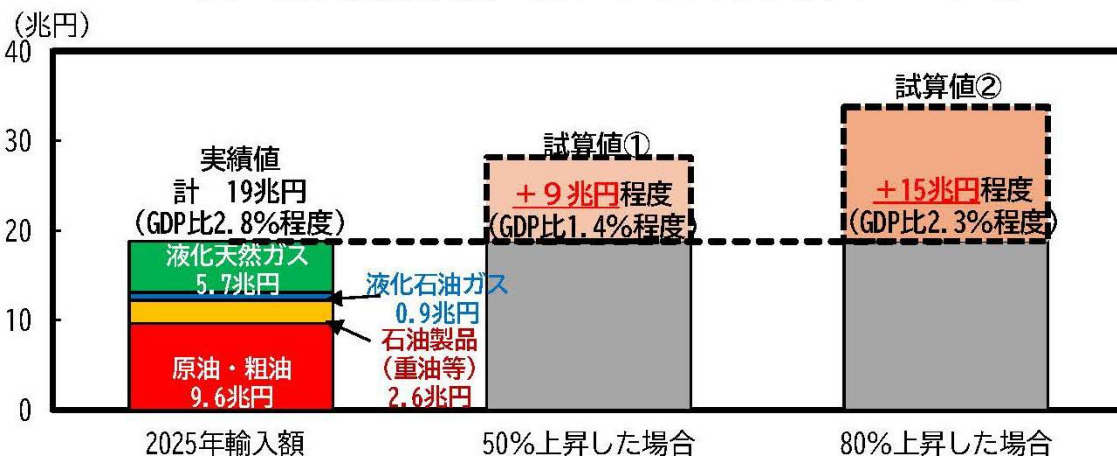 （兆円）
40
30
20
10
0
実績値
計　19兆円
(GDP比2.8%程度)
液化天然ガス
5.7兆円
液化石油ガス
0.9兆円
石油製品
（重油等）
2.6兆円
原油・粗油
9.6兆円
試算値①
＋９兆円程度
(GDP比1.4%程度)
試算値②
＋15兆円程度
(GDP比2.3%程度)
2025年輸入額
50%上昇した場合
80%上昇した場合